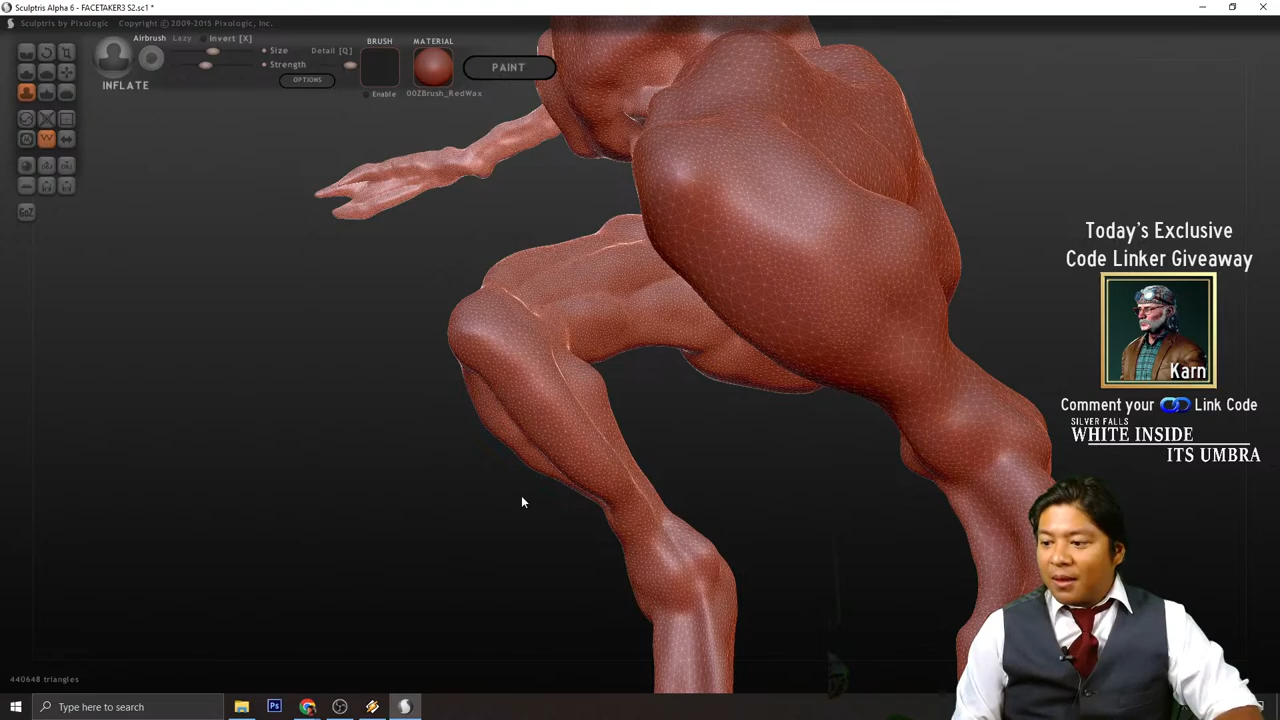 Sculptris Alpha 6 - FACETAKER3 S2.sc1 *
Sculptris by Pixologic, Copyright © 2009-2015 Pixologic, Inc.
Airbrush Lazy Invert [X]
Size Detail [Q]
Strength
OPTIONS
INFLATE
BRUSH
Enable
MATERIAL
00ZBrush_RedWax
PAINT
GoZ
Today's Exclusive
Code Linker Giveaway
Karn
Comment your Link Code
SILVER FALLS
WHITE INSIDE
ITS UMBRA
440648 triangles
Type here to search
Ps